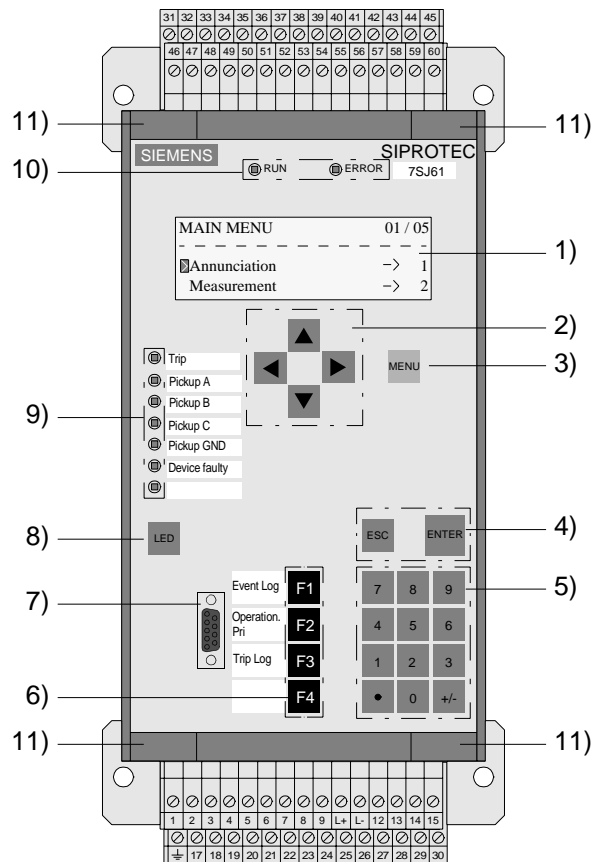 31 32 33 34 35 36 37 38 39 40 41 42 43 44 45
46 47 48 49 50 51 52 53 54 55 56 57 58 59 60
11)
11)
SIEMENS
SIPROTEC
10)
RUN
ERROR
7SJ61
MAIN MENU 01 / 05
1)
Annunciation –> 1
Measurement –> 2
2)
3)
MENU
9)
Trip
Pickup A
Pickup B
Pickup C
Pickup GND
Device faulty
8)
LED
ESC
ENTER
4)
7)
Event Log F1
7 8 9
5)
Operation.
Pri
F2
4 5 6
Trip Log F3
1 2 3
6)
F4
• 0 +/-
11)
11)
1 2 3 4 5 6 7 8 9 L+ L- 12 13 14 15
17 18 19 20 21 22 23 24 25 26 27 28 29 30